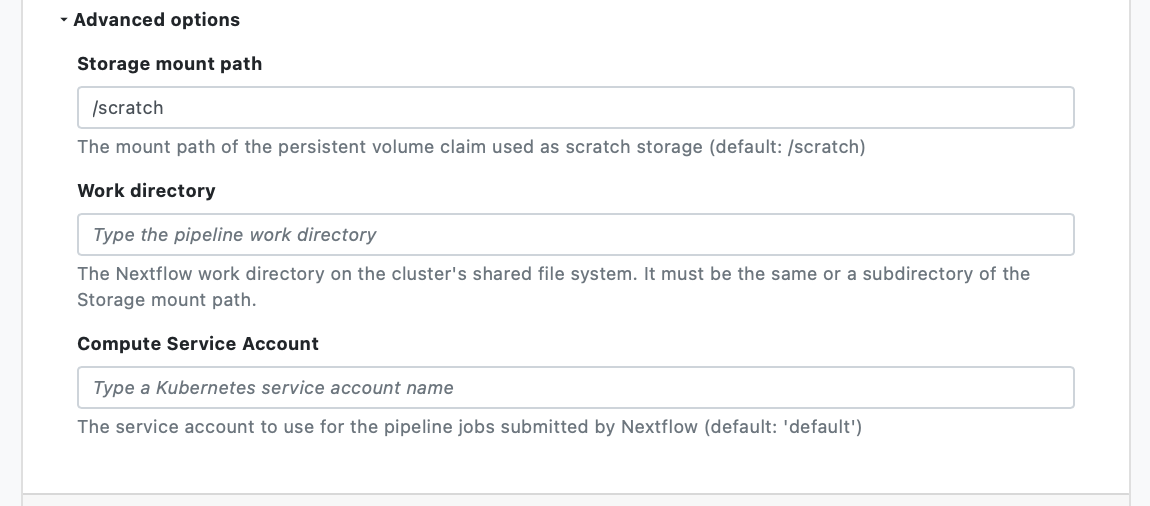 Advanced options
Storage mount path
/scratch
The mount path of the persistent volume claim used as scratch storage (default: /scratch)
Work directory
Type the pipeline work directory
The Nextflow work directory on the cluster's shared file system. It must be the same or a subdirectory of the
Storage mount path.
Compute Service Account
Type a Kubernetes service account name
The service account to use for the pipeline jobs submitted by Nextflow (default: 'default')